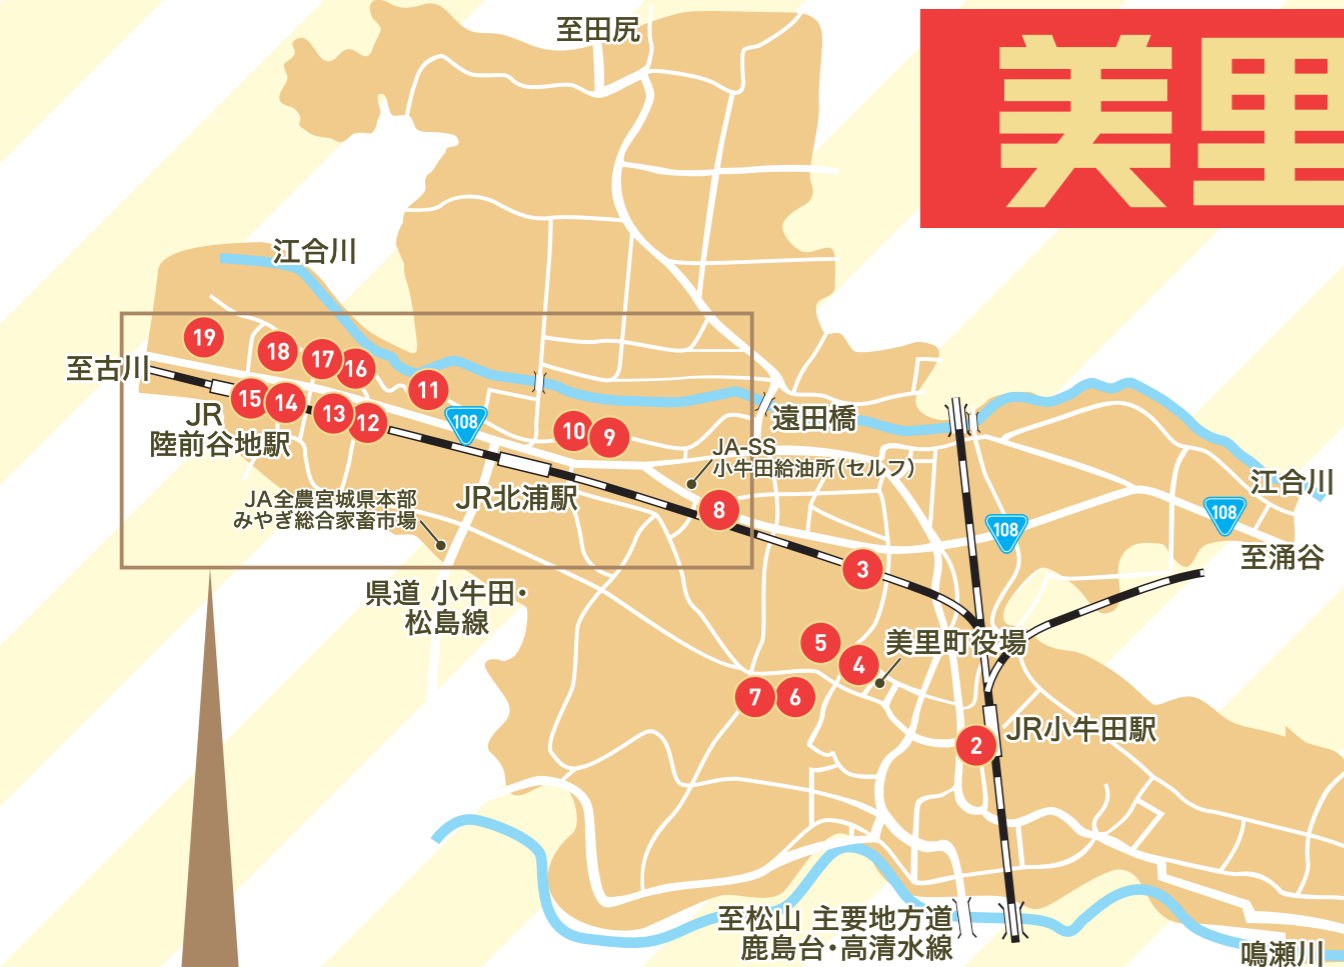 至田尻
美里
江合川
19
18
17
16
至古川
15
14
13
12
11
108
10
9
遠田橋
JR
陸前谷地駅
JA-SS
小牛田給油所（セルフ）
江合川
JR北浦駅
8
108
108
JA全農宮城県本部
みやぎ総合家畜市場
至涌谷
3
県道 小牛田・
松島線
5
4
美里町役場
7
6
2
JR小牛田駅
至松山 主要地方道
鹿島台・高清水線
鳴瀬川